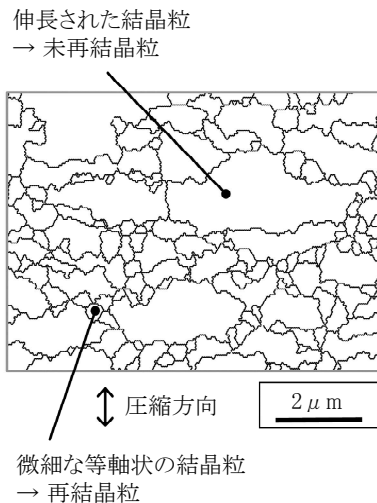 伸長された結晶粒
→ 未再結晶粒
圧縮方向
2μm
微細な等軸状の結晶粒
→ 再結晶粒